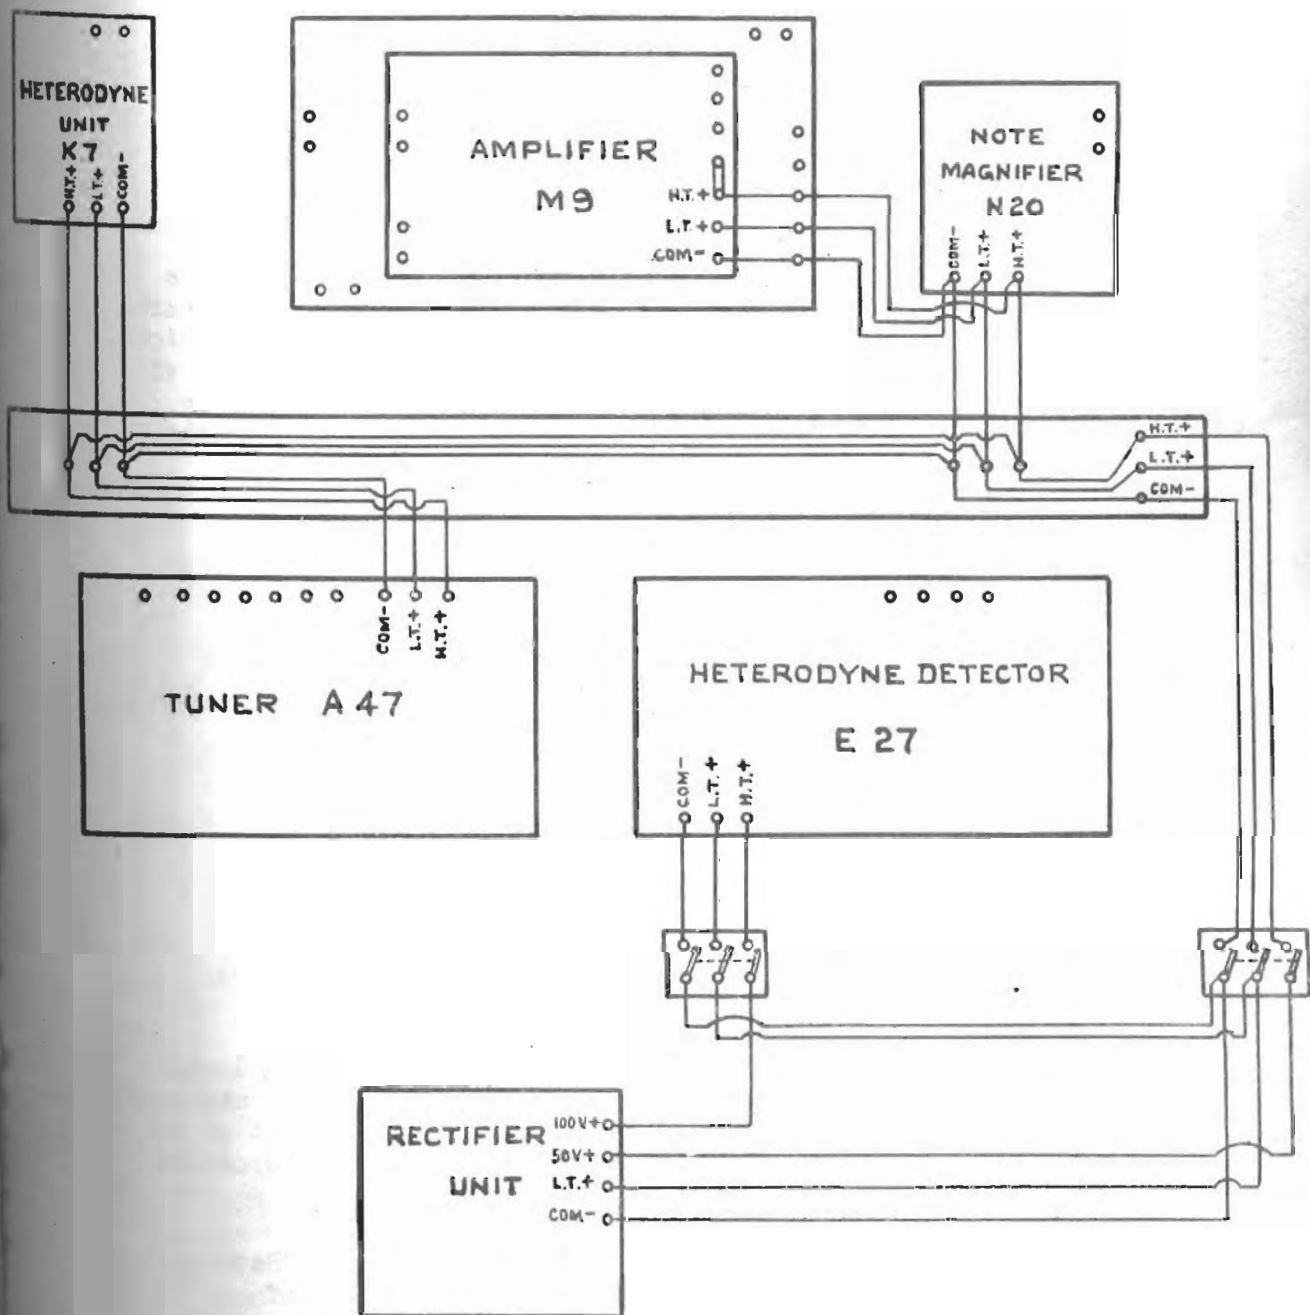 HETERODYNE
UNIT
K7
H.T.+
L.T.+
COM-
AMPLIFIER
M9
H.T.+
L.T.+
COM-
NOTE
MAGNIFIER
N20
COM-
L.T.+
H.T.+
H.T.+
L.T.+
COM-
COM-
L.T.+
H.T.+
TUNER A 47
HETERODYNE DETECTOR
E 27
COM-
L.T.+
H.T.+
RECTIFIER
UNIT
100V+
50V+
L.T.+
COM-